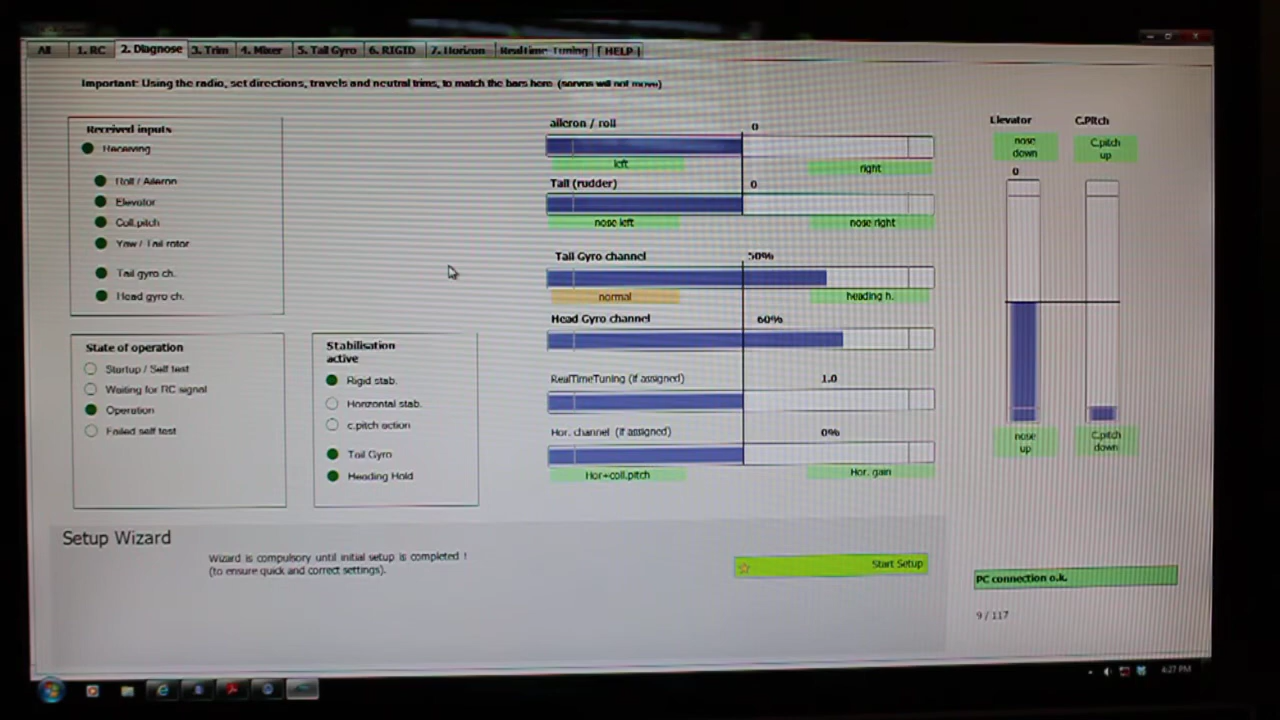 All 1. RC 2. Diagnose 3. Trim 4. Mixer 5. Tail Gyro 6. RIGID 7. Horizon RealTime Tuning [ HELP ]
Important: Using the radio, set directions, travels and neutral trims, to match the bars here (servos will not move)
Received inputs
Receiving
Roll / Aileron
Elevator
Coll.pitch
Yaw / Tail rotor
Tail gyro ch.
Head gyro ch.
State of operation
Startup / Self test
Waiting for RC signal
Operation
Failed self test
Stabilisation
active
Rigid stab.
Horizontal stab.
c.pitch action
Tail Gyro
Heading Hold
aileron / roll 0
left right
Tail (rudder) 0
nose left nose right
Tail Gyro channel 50%
normal heading h.
Head Gyro channel 60%
RealTimeTuning (if assigned) 1.0
Hor. channel (if assigned) 0%
Hor+coll.pitch Hor. gain
Elevator C.Pitch
nose
down
C.pitch
up
0
nose
up
C.pitch
down
Setup Wizard
Wizard is compulsory until initial setup is completed !
(to ensure quick and correct settings).
Start Setup
PC connection o.k.
9 / 117
4:27 PM